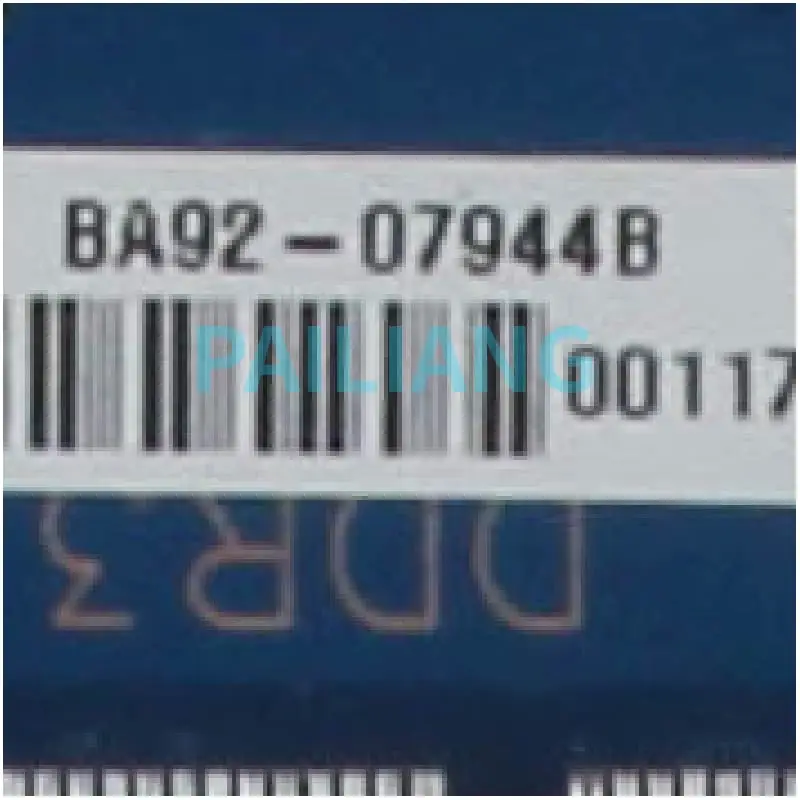 BA92-07944B
PAILIANG
00117
DDR3